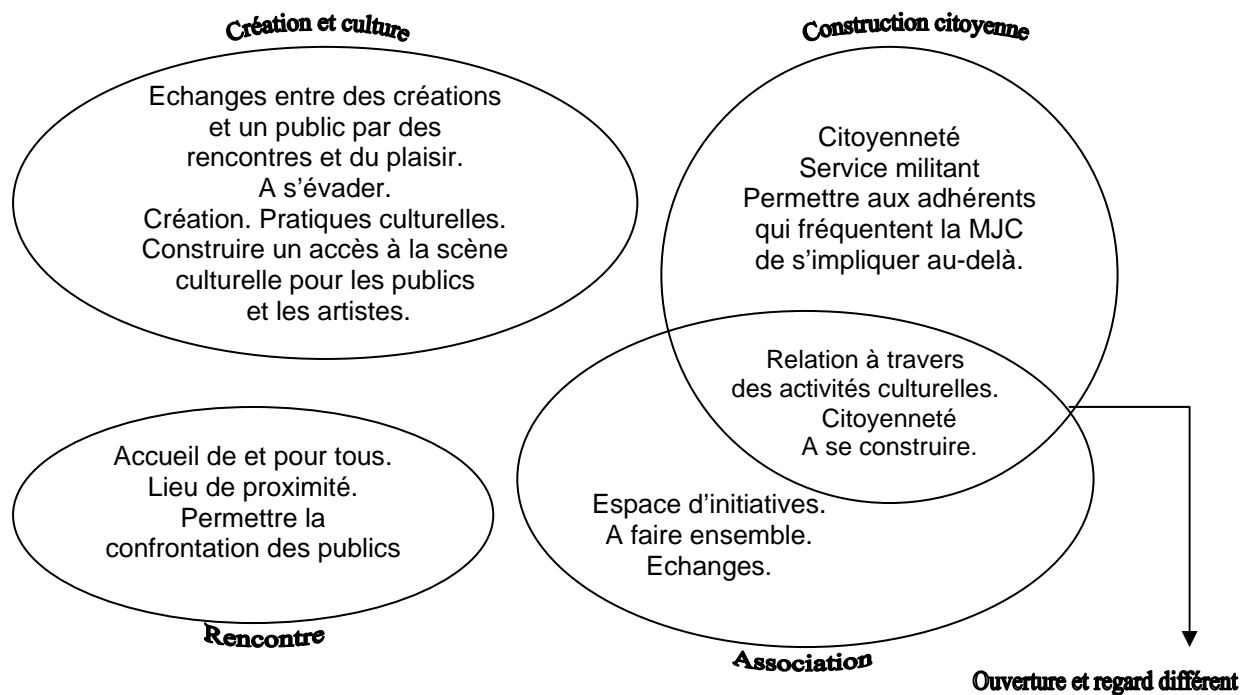 Création et culture
Echanges entre des créations
et un public par des
rencontres et du plaisir.
A s’évader.
Création. Pratiques culturelles.
Construire un accès à la scène
culturelle pour les publics
et les artistes.
Construction citoyenne
Citoyenneté
Service militant
Permettre aux adhérents
qui fréquentent la MJC
de s’impliquer au-delà.
Relation à travers
des activités culturelles.
Citoyenneté
A se construire.
Accueil de et pour tous.
Lieu de proximité.
Permettre la
confrontation des publics
Rencontre
Espace d’initiatives.
A faire ensemble.
Echanges.
Association
Ouverture et regard différent